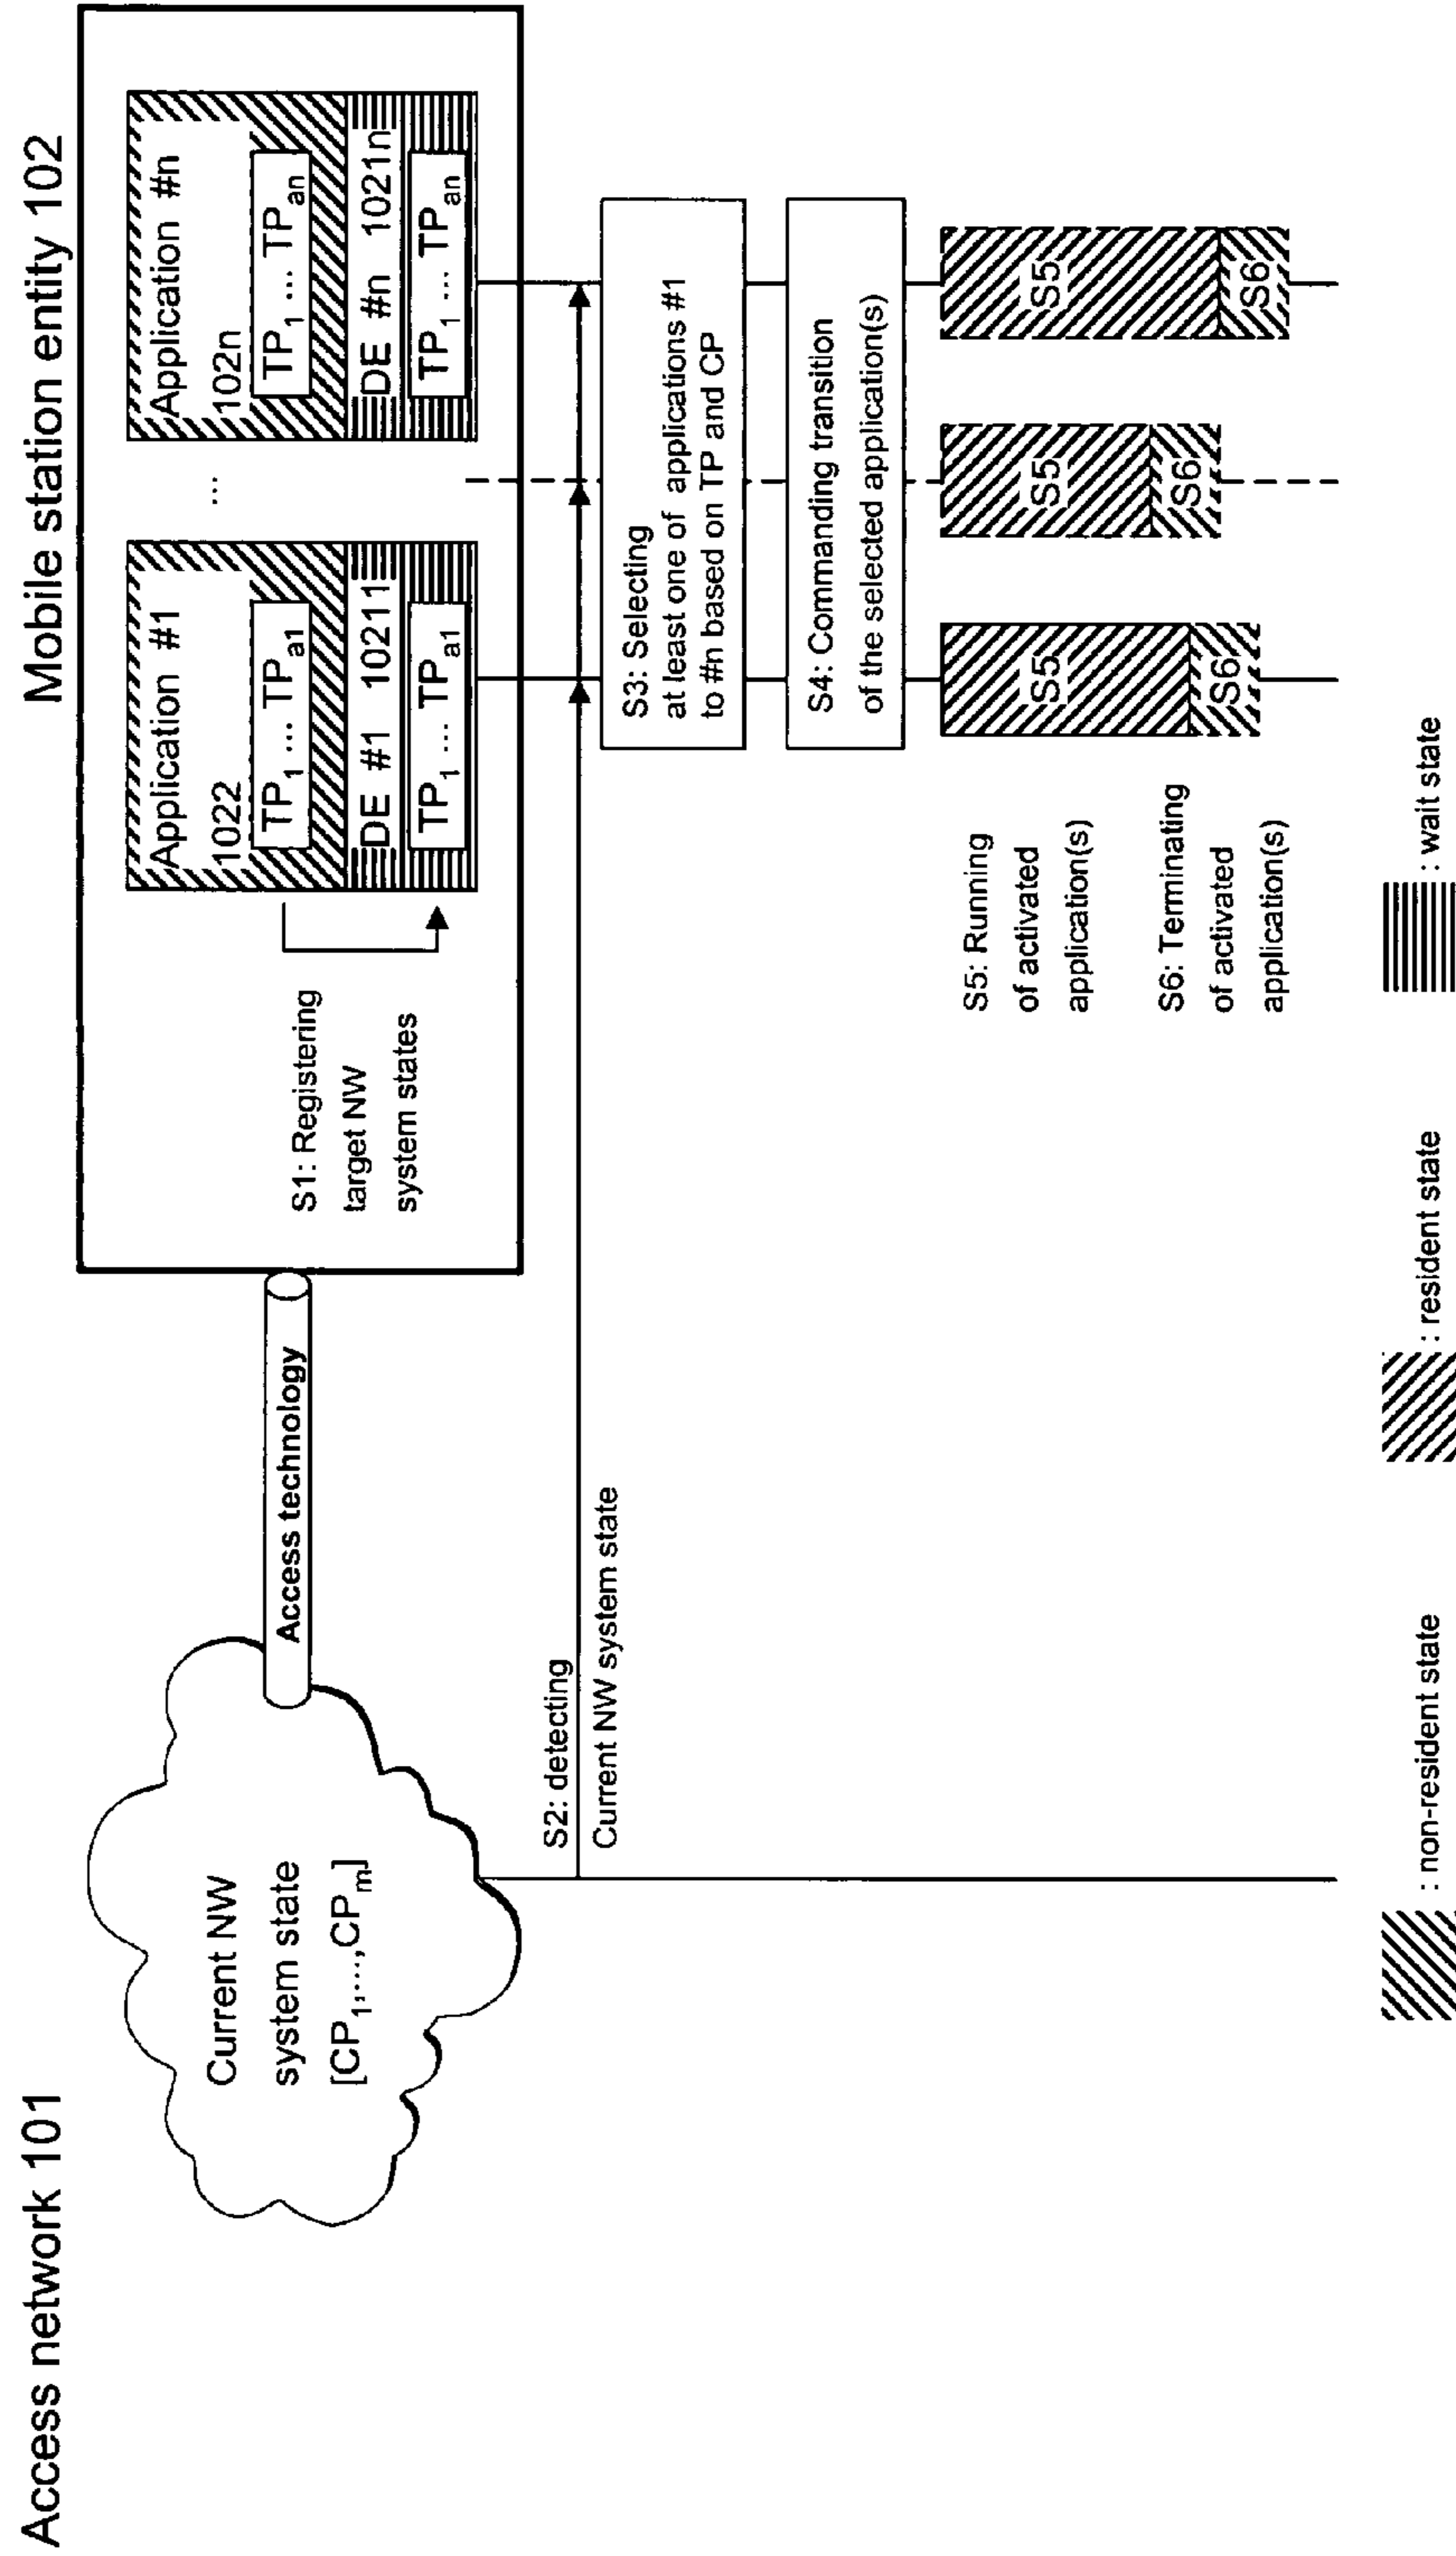 Access network 101
Mobile station entity 102
Current NW
system state
[CP1,...,CPm]
Access technology
S1: Registering
target NW
system states
Application #1
1022
TP1 ... TPa1
DE #1 10211
TP1 ... TPa1
...
Application #n
102n
TP1 ... TPan
DE #n 1021n
TP1 ... TPan
S2: detecting
Current NW system state
S3: Selecting
at least one of applications #1
to #n based on TP and CP
S4: Commanding transition
of the selected application(s)
S5: Running
of activated
application(s)
S5
S5
S5
S6: Terminating
of activated
application(s)
S6
S6
S6
: non-resident state
: resident state
: wait state